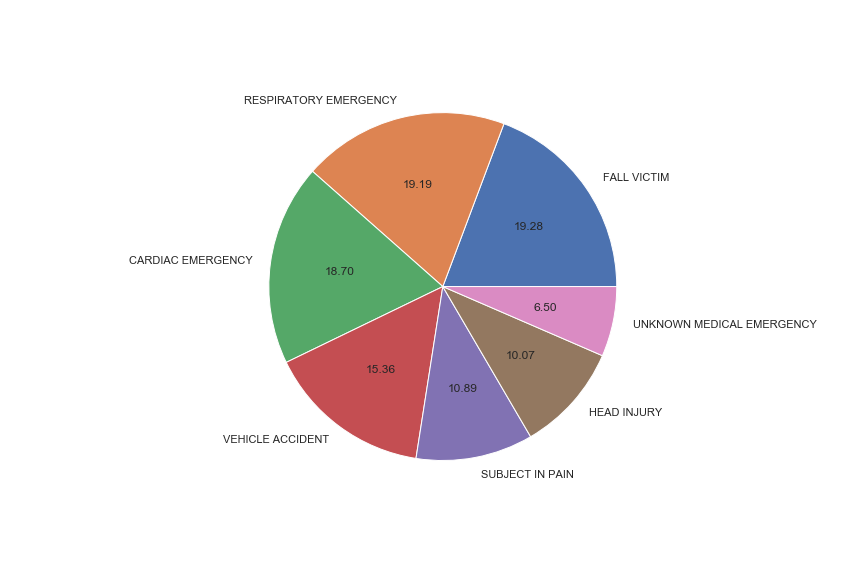 RESPIRATORY EMERGENCY
FALL VICTIM
19.19
19.28
CARDIAC EMERGENCY
18.70
6.50
UNKNOWN MEDICAL EMERGENCY
10.07
15.36
10.89
HEAD INJURY
VEHICLE ACCIDENT
SUBJECT IN PAIN